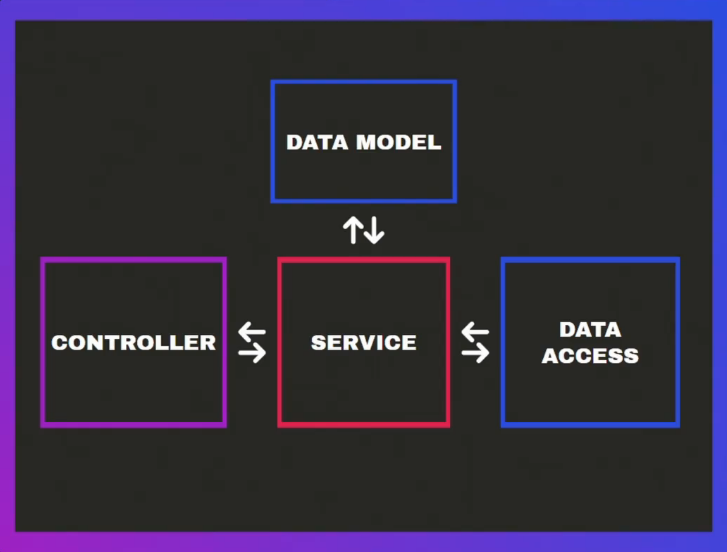 DATA MODEL
CONTROLLER
SERVICE
DATA
ACCESS